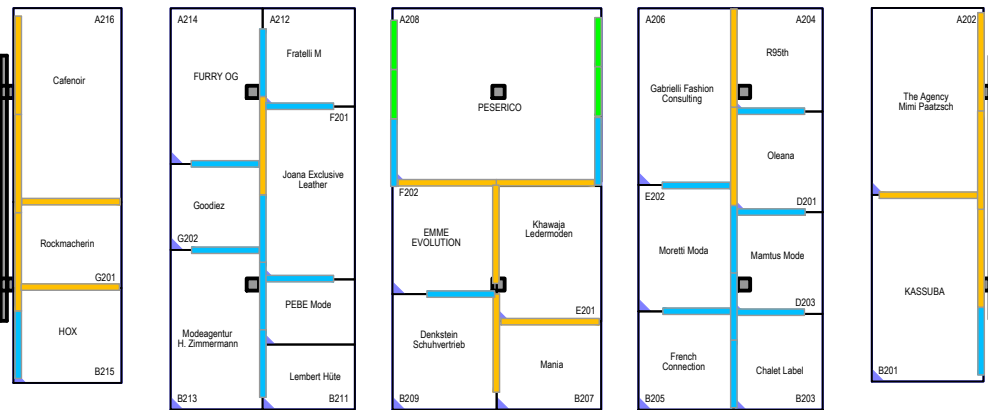 A216
Cafenoir
Rockmacherin
G201
HOX
B215
A214
A212
Fratelli M
FURRY OG
F201
Joana Exclusive
Leather
Goodiez
G202
PEBE Mode
Modeagentur
H. Zimmermann
Lembert Hüte
B213
B211
A208
PESERICO
F202
EMME
EVOLUTION
Khawaja
Ledermoden
E201
Denkstein
Schuhvertrieb
Mania
B209
B207
A206
A204
R95th
Gabrielli Fashion
Consulting
Oleana
E202
D201
Moretti Moda
Mamtus Mode
D203
French
Connection
Chalet Label
B205
B203
A202
The Agency
Mimi Paatzsch
KASSUBA
B201